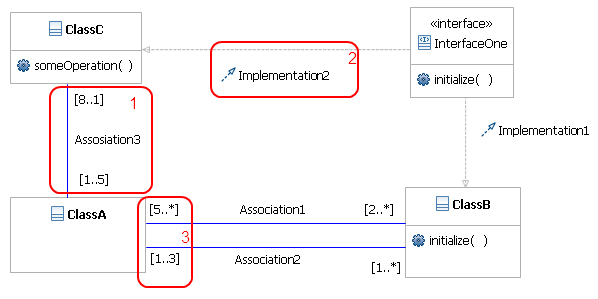 ClassC
someOperation( )
«interface»
InterfaceOne
initialize( )
2
Implementation2
1
[8..1]
Assosiation3
[1..5]
Implementation1
ClassA
[5..*]
Association1
[2..*]
3
[1..3]
Association2
[1..*]
ClassB
initialize( )